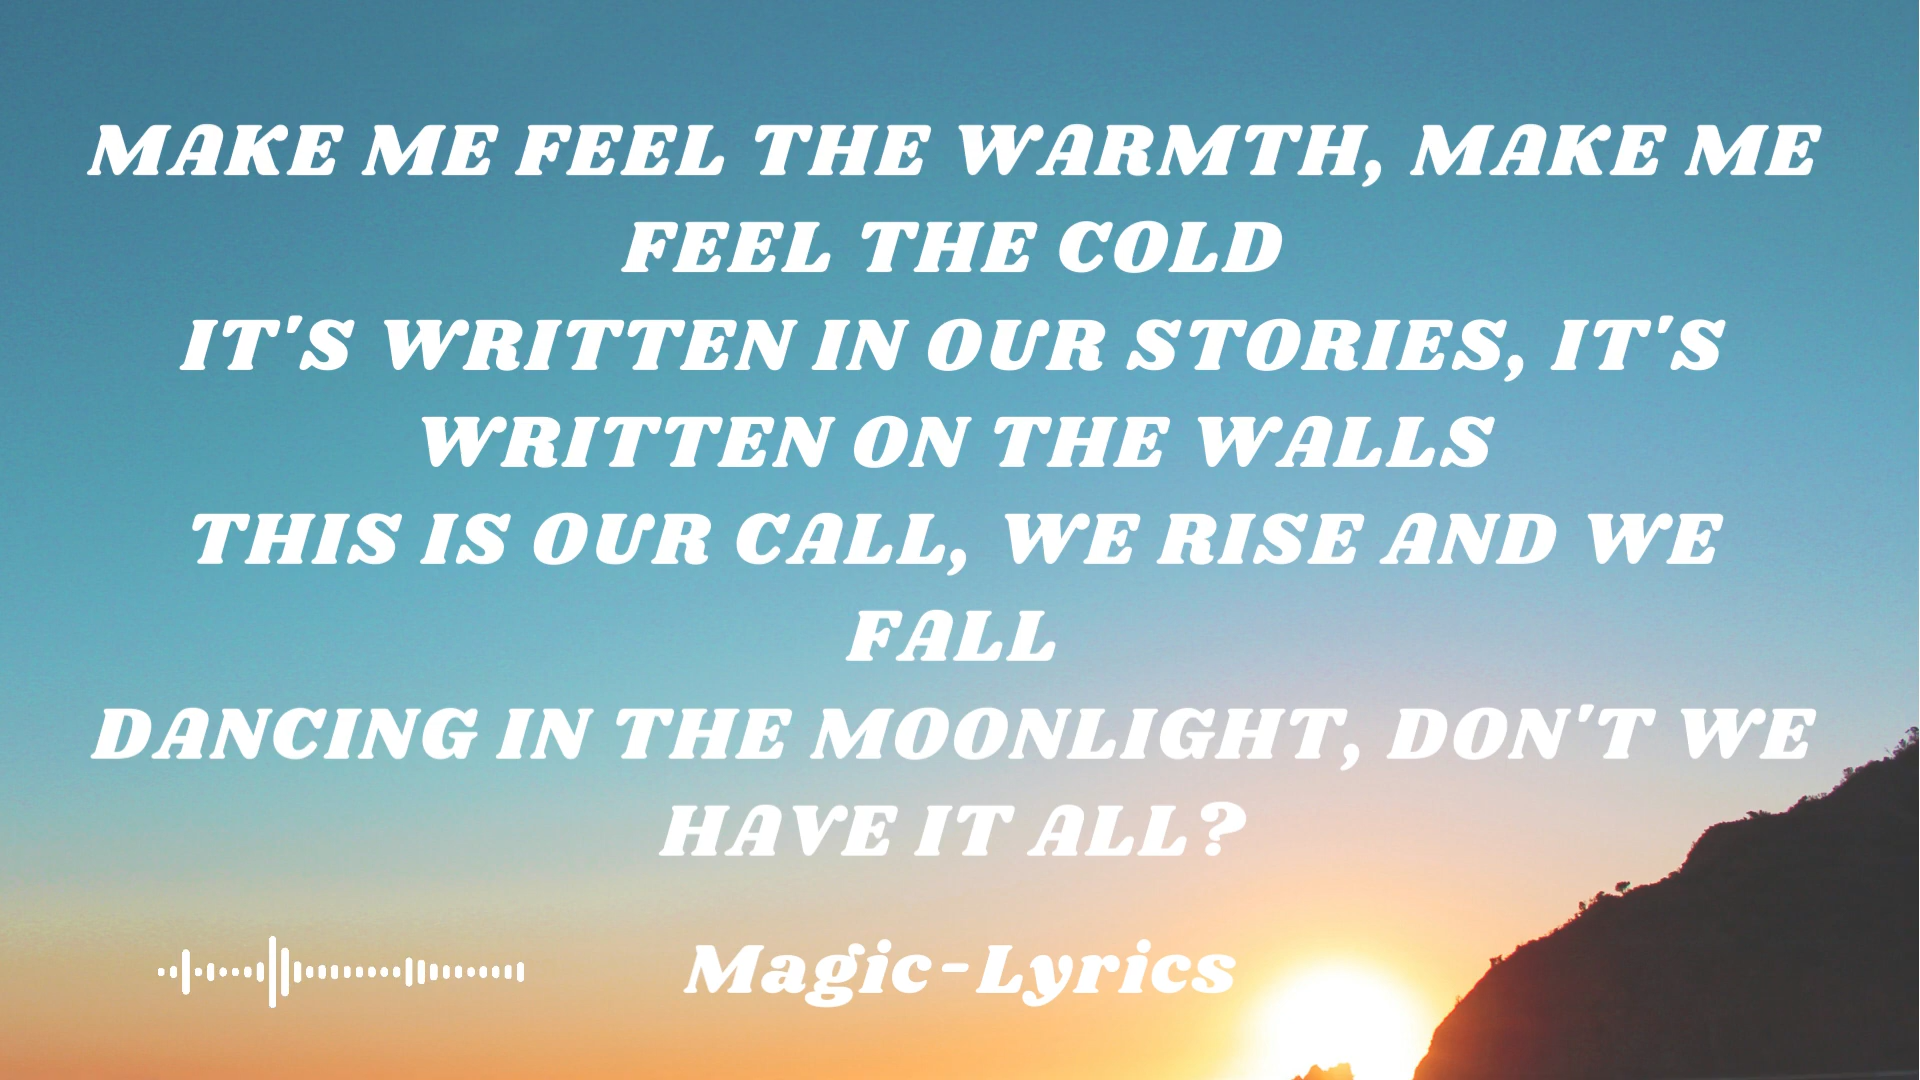 MAKE ME FEEL THE WARMTH, MAKE ME
FEEL THE COLD
IT'S WRITTEN IN OUR STORIES, IT'S
WRITTEN ON THE WALLS
THIS IS OUR CALL, WE RISE AND WE
FALL
DANCING IN THE MOONLIGHT, DON'T WE
HAVE IT ALL?
Magic-Lyrics